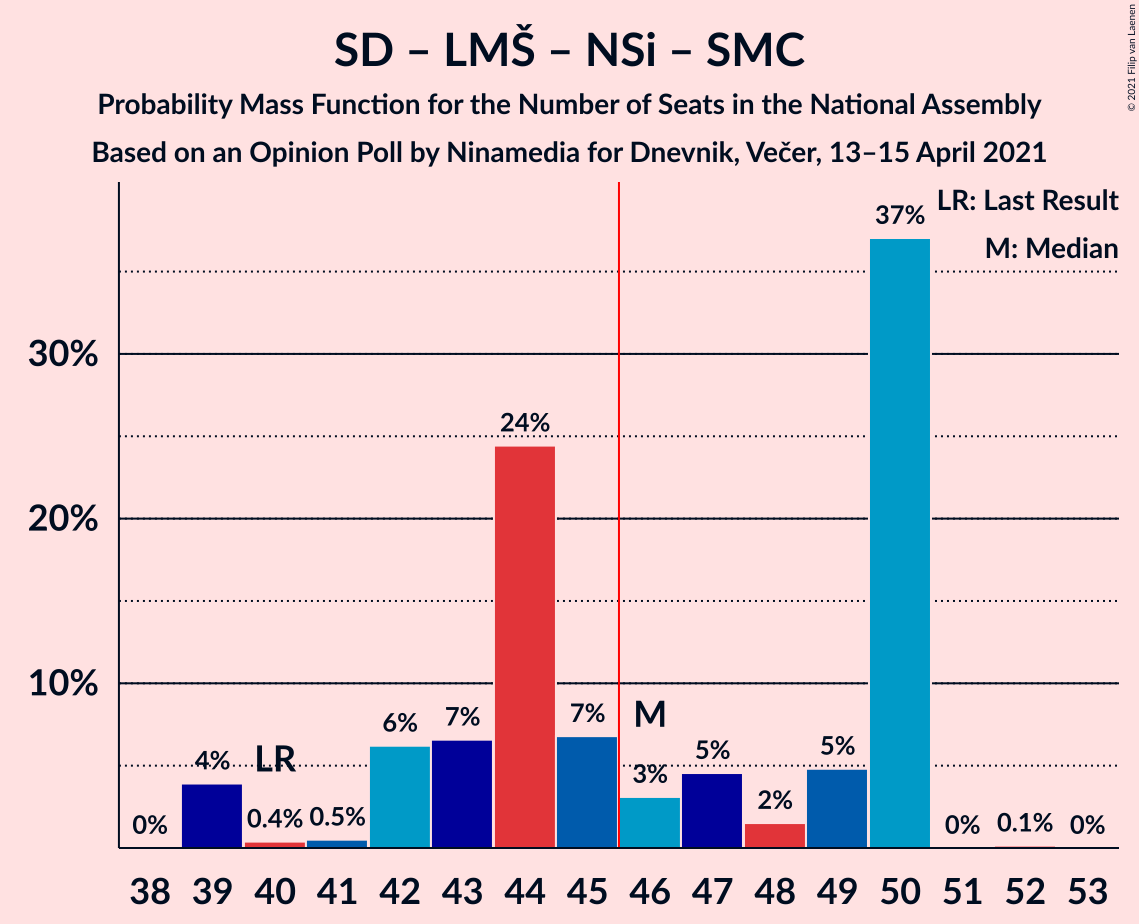 SD – LMŠ – NSi – SMC
Probability Mass Function for the Number of Seats in the National Assembly
Based on an Opinion Poll by Ninamedia for Dnevnik, Večer, 13–15 April 2021
© 2021 Filip van Laenen
LR: Last Result
M: Median
30%
20%
10%
0%
4%
LR
0.4%
0.5%
6%
7%
24%
7%
M
3%
5%
2%
5%
37%
0%
0.1%
0%
38 39 40 41 42 43 44 45 46 47 48 49 50 51 52 53